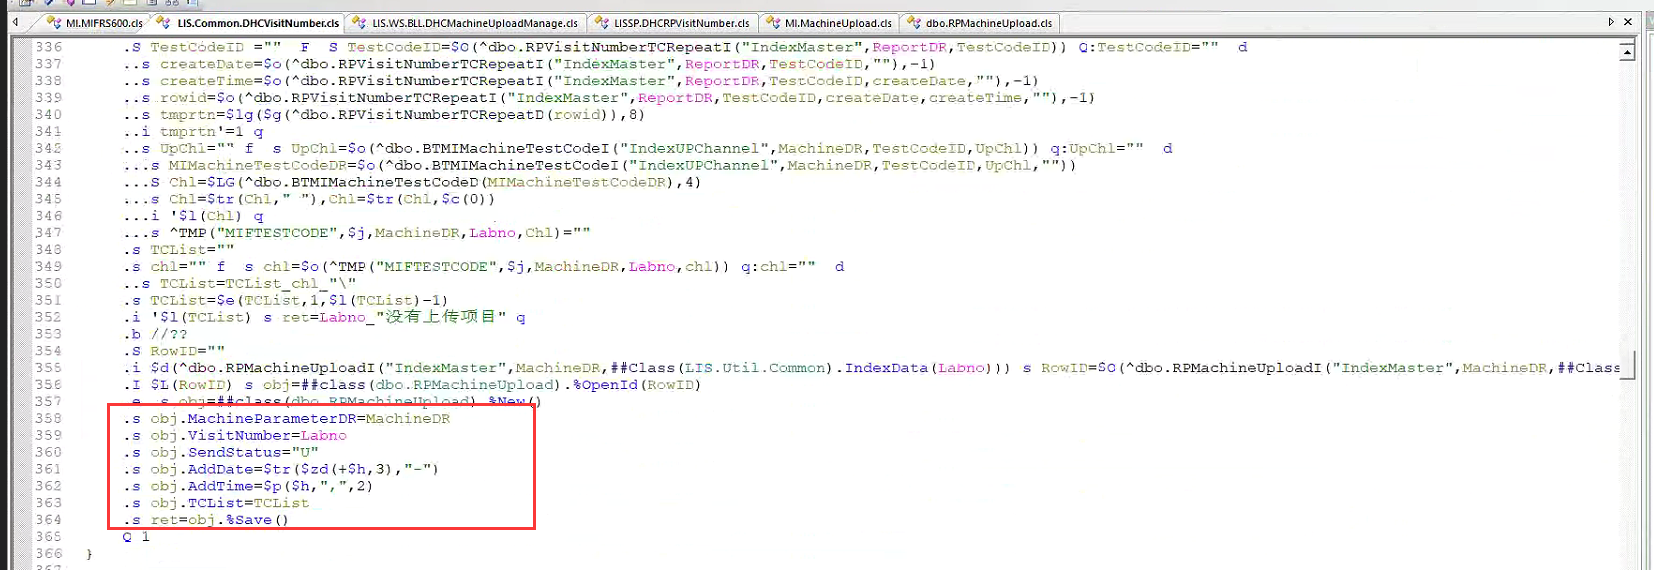 MI.MIFRS600.cls LIS.Common.DHCVisitNumber.cls LIS.WS.BLL.DHCMachineUploadManage.cls LISSP.DHCRPVisitNumber.cls MI.MachineUpload.cls dbo.RPMachineUpload.cls
336 .S TestCodeID ="" F S TestCodeID=$O(^dbo.RPVisitNumberTCRepeatI("IndexMaster",ReportDR,TestCodeID)) Q:TestCodeID="" d
337 ..s createDate=$o(^dbo.RPVisitNumberTCRepeatI("IndexMaster",ReportDR,TestCodeID,""),-1)
338 ..s createTime=$o(^dbo.RPVisitNumberTCRepeatI("IndexMaster",ReportDR,TestCodeID,createDate,""),-1)
339 ..s rowid=$o(^dbo.RPVisitNumberTCRepeatI("IndexMaster",ReportDR,TestCodeID,createDate,createTime,""),-1)
340 ..s tmprtn=$lg($g(^dbo.RPVisitNumberTCRepeatD(rowid)),8)
341 ..i tmprtn'=1 q
342 ..s UpChl="" f s UpChl=$o(^dbo.BTMIMachineTestCodeI("IndexUPChannel",MachineDR,TestCodeID,UpChl)) q:UpChl="" d
343 ...s MIMachineTestCodeDR=$o(^dbo.BTMIMachineTestCodeI("IndexUPChannel",MachineDR,TestCodeID,UpChl,""))
344 ...S Chl=$LG(^dbo.BTMIMachineTestCodeD(MIMachineTestCodeDR),4)
345 ...s Chl=$tr(Chl," "),Chl=$tr(Chl,$c(0))
346 ...i '$l(Chl) q
347 ...s ^TMP("MIFTESTCODE",$j,MachineDR,Labno,Chl)=""
348 .s TCList=""
349 .s chl="" f s chl=$o(^TMP("MIFTESTCODE",$j,MachineDR,Labno,chl)) q:chl="" d
350 ..s TCList=TCList_chl_"\"
351 .s TCList=$e(TCList,1,$l(TCList)-1)
352 .i '$l(TCList) s ret=Labno_"没有上传项目" q
353 .b //??
354 .S RowID=""
355 .i $d(^dbo.RPMachineUploadI("IndexMaster",MachineDR,##Class(LIS.Util.Common).IndexData(Labno))) s RowID=$O(^dbo.RPMachineUploadI("IndexMaster",MachineDR,##Class
356 .I $L(RowID) s obj=##class(dbo.RPMachineUpload).%OpenId(RowID)
357 .e s obj=##class(dbo.RPMachineUpload).%New()
358 .s obj.MachineParameterDR=MachineDR
359 .s obj.VisitNumber=Labno
360 .s obj.SendStatus="U"
361 .s obj.AddDate=$tr($zd(+$h,3),"-")
362 .s obj.AddTime=$p($h,",",2)
363 .s obj.TCList=TCList
364 .s ret=obj.%Save()
365 Q 1
366 }